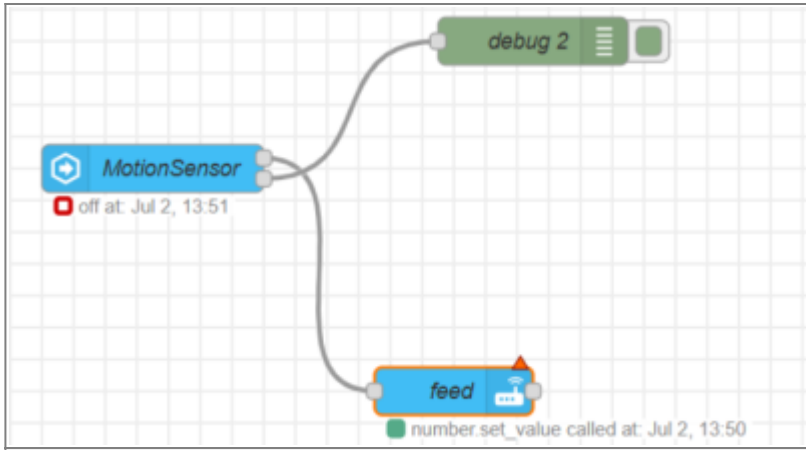 debug 2
MotionSensor
off at: Jul 2, 13:51
feed
number.set_value called at: Jul 2, 13:50